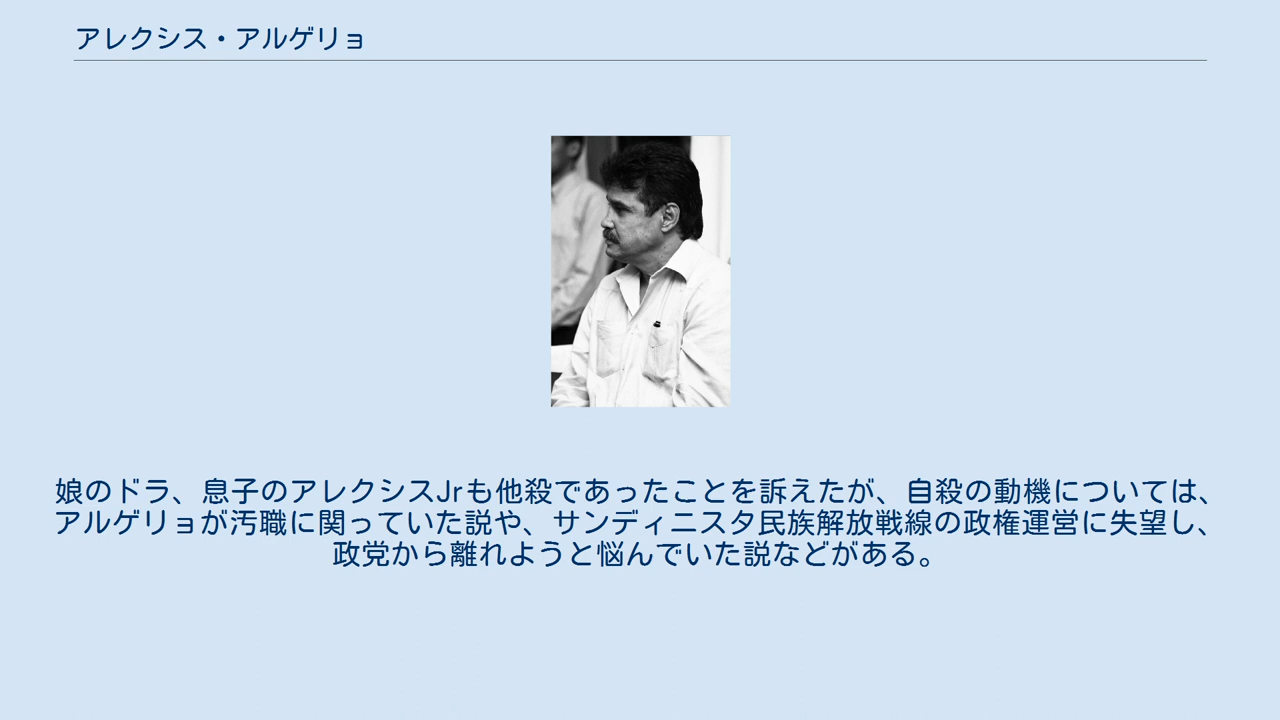 アレクシス・アルゲリョ
娘のドラ、息子のアレクシスJrも他殺であったことを訴えたが、自殺の動機については、
アルゲリョが汚職に関っていた説や、サンディニスタ民族解放戦線の政権運営に失望し、
政党から離れようと悩んでいた説などがある。